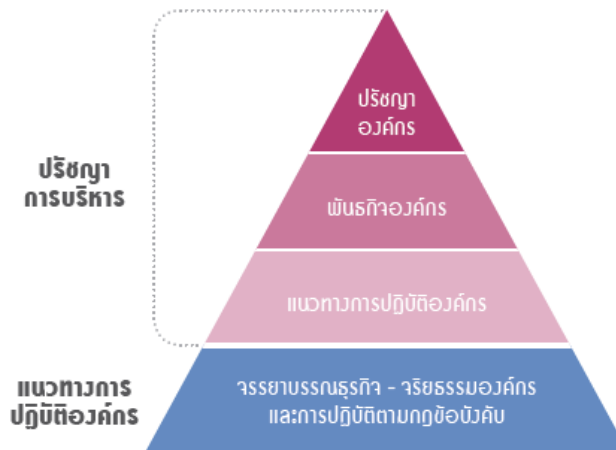 ปรัชญา
องค์กร
พันธกิจองค์กร
แนวทางการปฏิบัติองค์กร
จรรยาบรรณธุรกิจ - จริยธรรมองค์กร
และการปฏิบัติตามกฎข้อบังคับ
ปรัชญา
การบริหาร
แนวทางการ
ปฏิบัติองค์กร